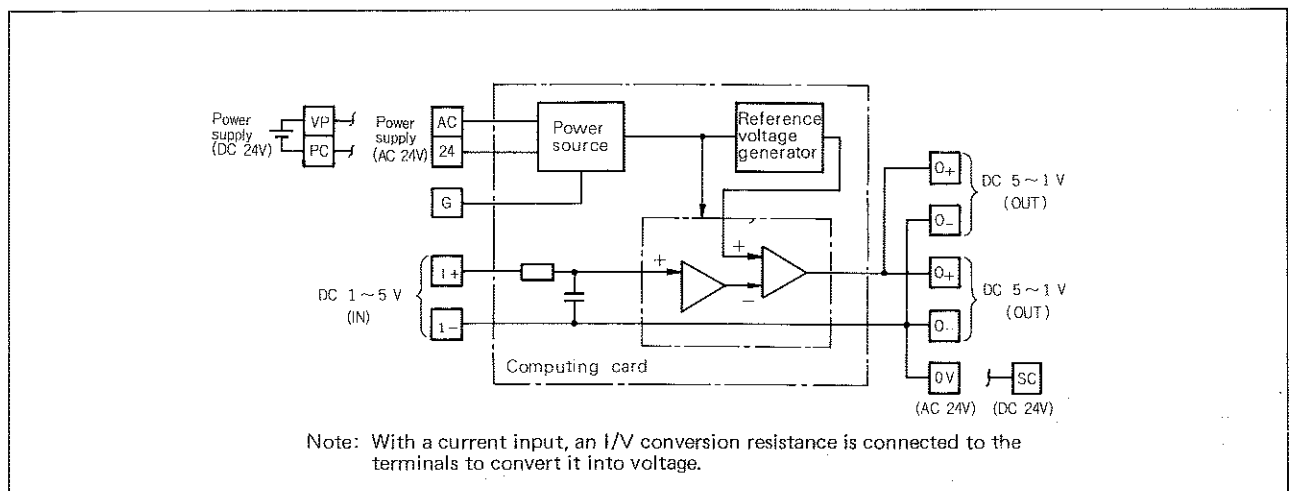 Power
supply
(DC 24V)
VP
PC
Power
supply
(AC 24V)
AC
24
G
Power
source
Reference
voltage
generator
DC 1~5 V
(IN)
1+
1-
+
+
-
O+
O-
DC 5~1 V
(OUT)
O+
O-
DC 5~1 V
(OUT)
0V
(AC 24V)
SC
(DC 24V)
Computing card
Note: With a current input, an I/V conversion resistance is connected to the
terminals to convert it into voltage.